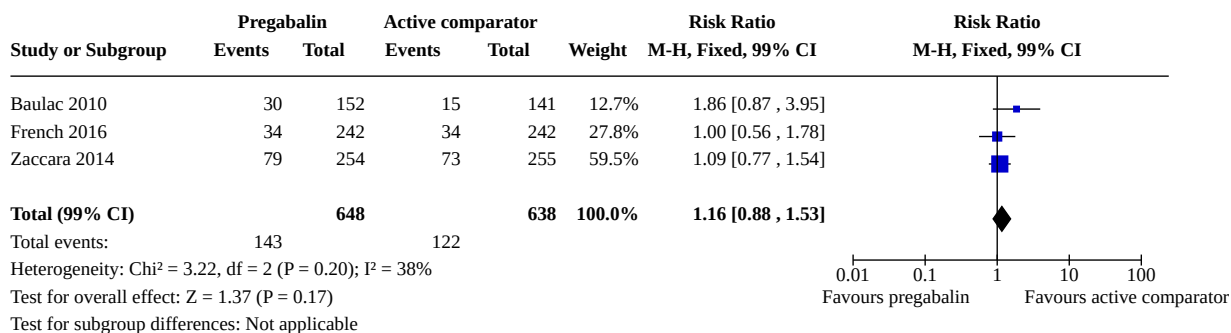 Pregabalin Active comparator Risk Ratio Risk Ratio
Study or Subgroup Events Total Events Total Weight M-H, Fixed, 99% CI M-H, Fixed, 99% CI
Baulac 2010 30 152 15 141 12.7% 1.86 [0.87 , 3.95]
French 2016 34 242 34 242 27.8% 1.00 [0.56 , 1.78]
Zaccara 2014 79 254 73 255 59.5% 1.09 [0.77 , 1.54]
Total (99% CI) 648 638 100.0% 1.16 [0.88 , 1.53]
Total events: 143 122
Heterogeneity: Chi² = 3.22, df = 2 (P = 0.20); I² = 38%
0.01 0.1 1 10 100
Test for overall effect: Z = 1.37 (P = 0.17) Favours pregabalin Favours active comparator
Test for subgroup differences: Not applicable